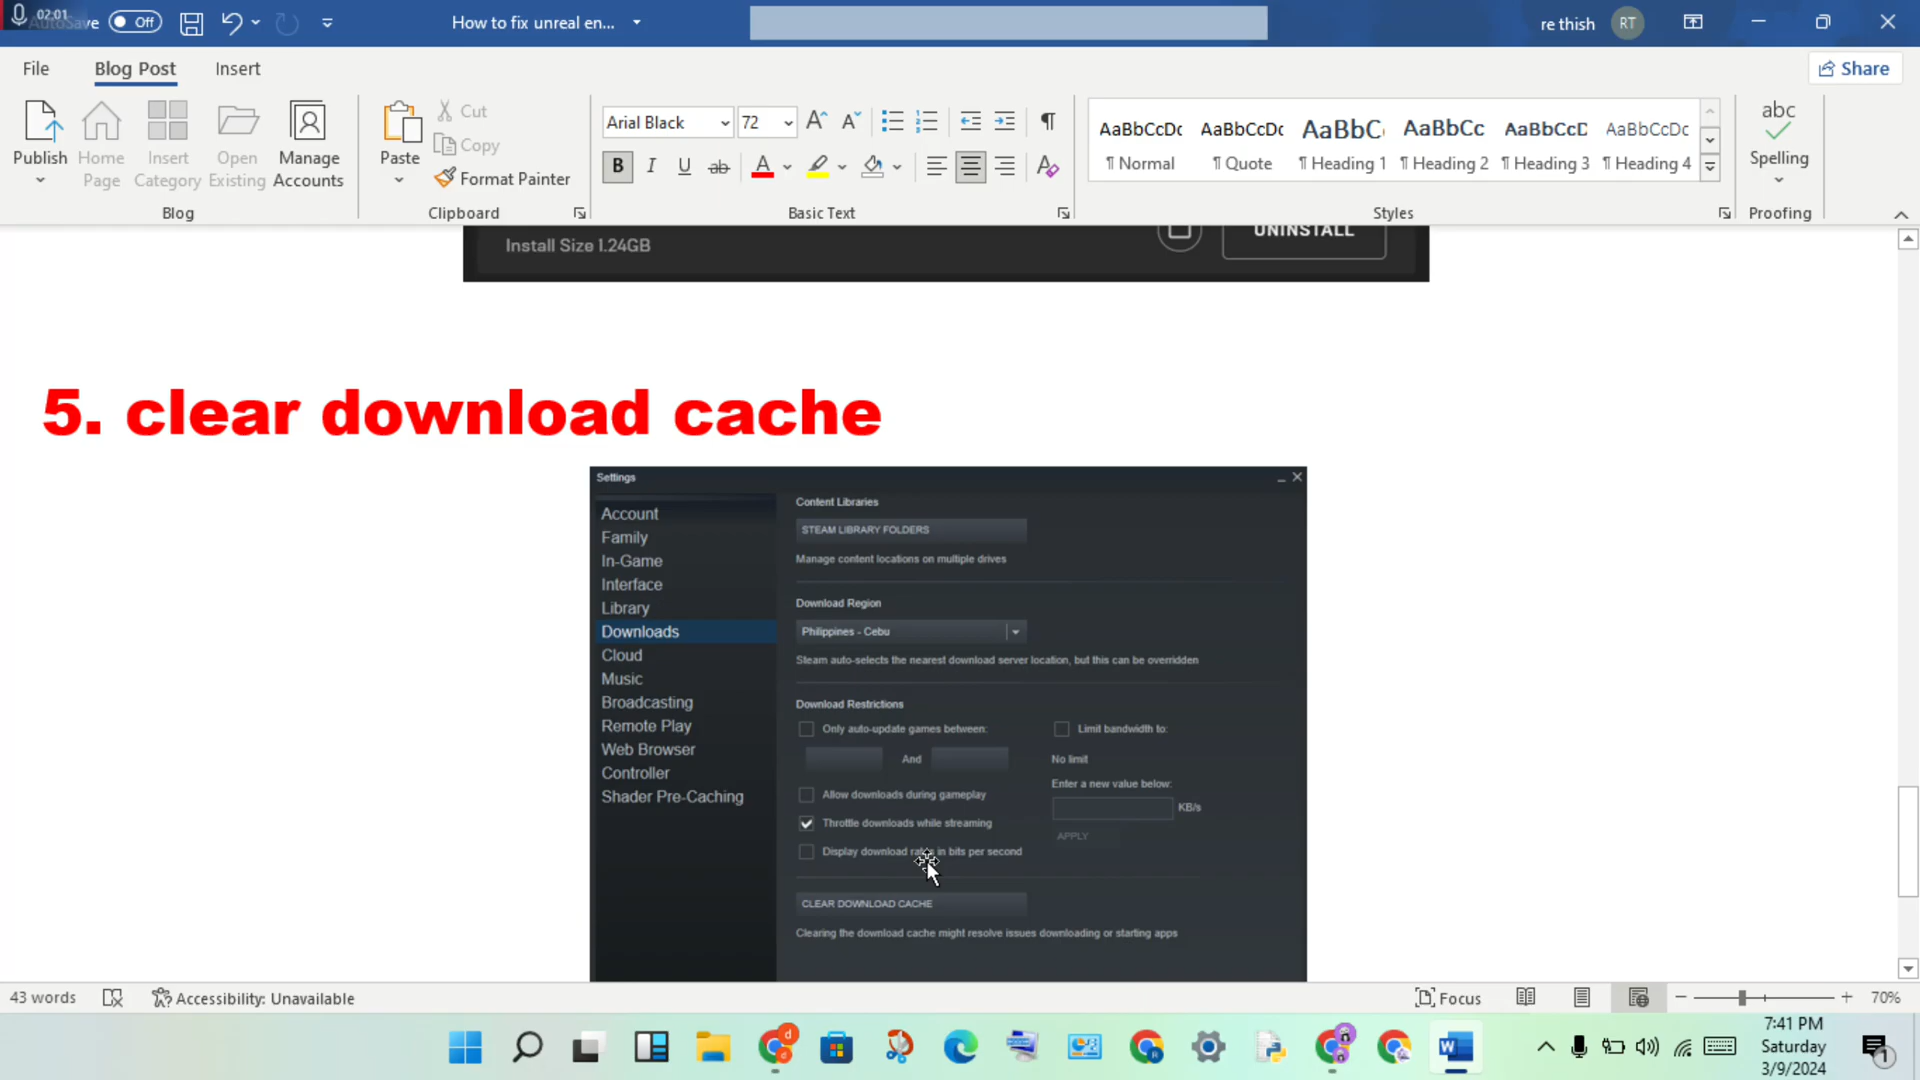 02:01
AutoSave
Off
How to fix unreal en...
re thish
RT
File
Blog Post
Insert
Share
Publish
Home Page
Insert Category
Open Existing
Manage Accounts
Blog
Paste
Cut
Copy
Format Painter
Clipboard
Arial Black
72
Basic Text
AaBbCcDc
¶ Normal
AaBbCcDc
¶ Quote
AaBbC
¶ Heading 1
AaBbCc
¶ Heading 2
AaBbCcD
¶ Heading 3
AaBbCcDc
¶ Heading 4
Styles
abc
Spelling
Proofing
Install Size 1.24GB
UNINSTALL
5. clear download cache
Settings
Account
Family
In-Game
Interface
Library
Downloads
Cloud
Music
Broadcasting
Remote Play
Web Browser
Controller
Shader Pre-Caching
Content Libraries
STEAM LIBRARY FOLDERS
Manage content locations on multiple drives
Download Region
Philippines - Cebu
Steam auto-selects the nearest download server location, but this can be overridden
Download Restrictions
Only auto-update games between:
And
Allow downloads during gameplay
Throttle downloads while streaming
Display download rates in bits per second
Limit bandwidth to:
No limit
Enter a new value below:
KB/s
APPLY
CLEAR DOWNLOAD CACHE
Clearing the download cache might resolve issues downloading or starting apps
43 words
Accessibility: Unavailable
Focus
70%
7:41 PM
Saturday
3/9/2024
1